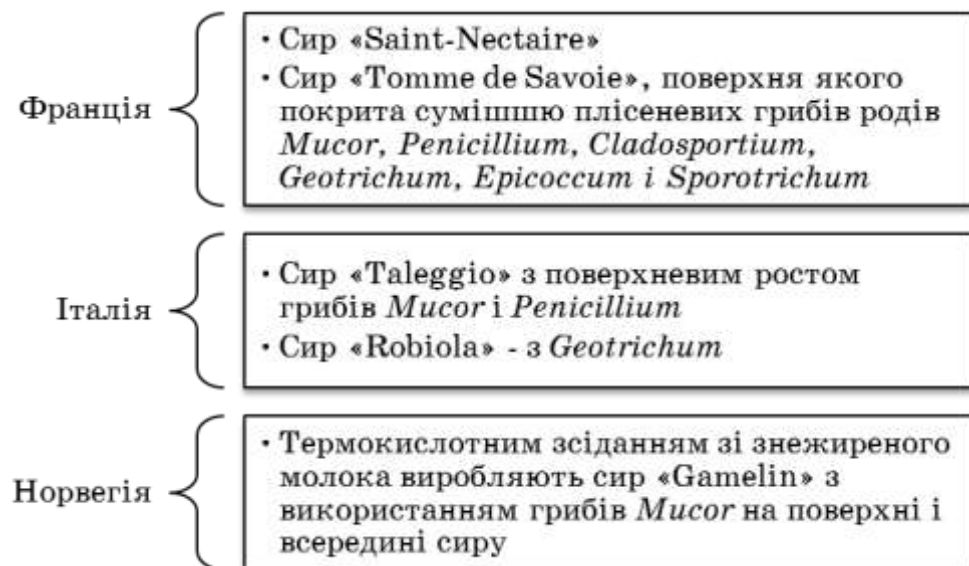 Франція
• Сир «Saint-Nectaire»
• Сир «Tomme de Savoie», поверхня якого
покрита сумішшю плісеневих грибів родів
Mucor, Penicillium, Cladosportium,
Geotrichum, Epicoccum і Sporotrichum
Італія
• Сир «Taleggio» з поверхневим ростом
грибів Mucor і Penicillium
• Сир «Robiola» - з Geotrichum
Норвегія
• Термокислотним зсіданням зі знежиреного
молока виробляють сир «Gamelin» з
використанням грибів Mucor на поверхні і
всередині сиру